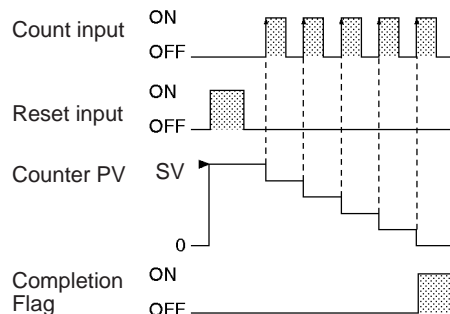 Count input ON
OFF
Reset input ON
OFF
Counter PV SV
0
Completion ON
Flag OFF